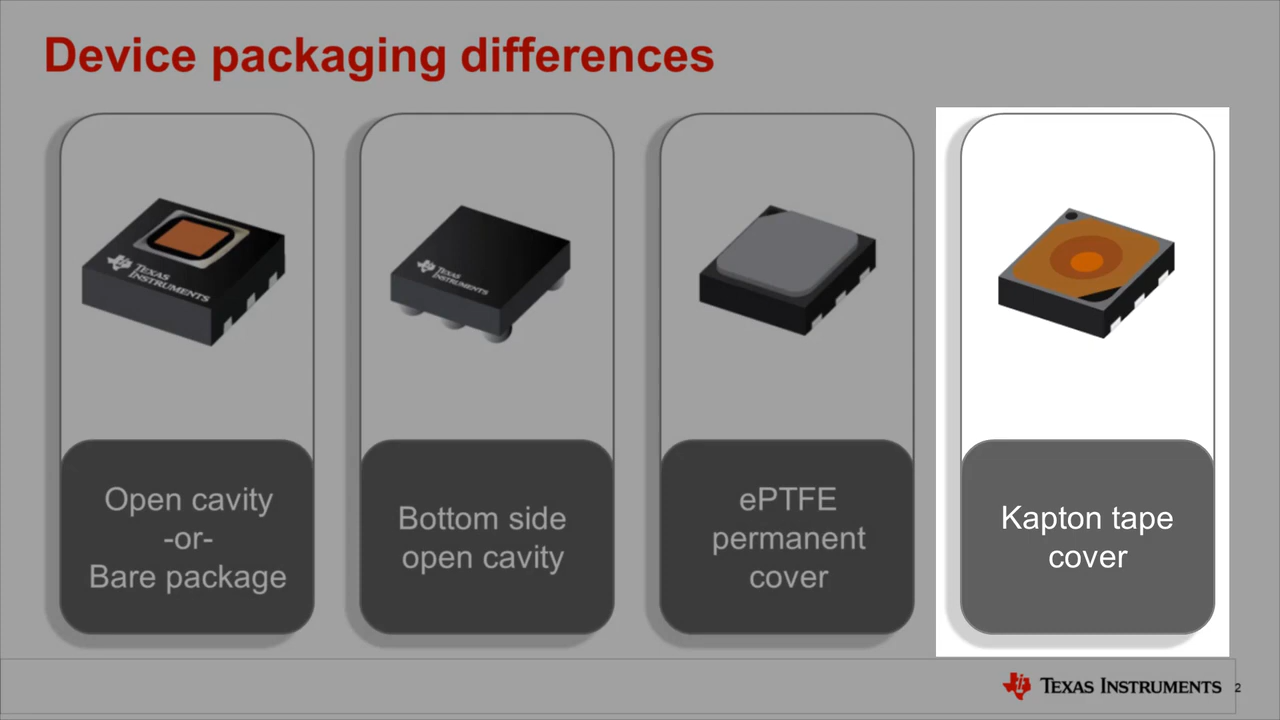 Device packaging differences
TEXAS
INSTRUMENTS
TEXAS
INSTRUMENTS
Open cavity
-or-
Bare package
Bottom side
open cavity
ePTFE
permanent
cover
Kapton tape
cover
TEXAS INSTRUMENTS
2